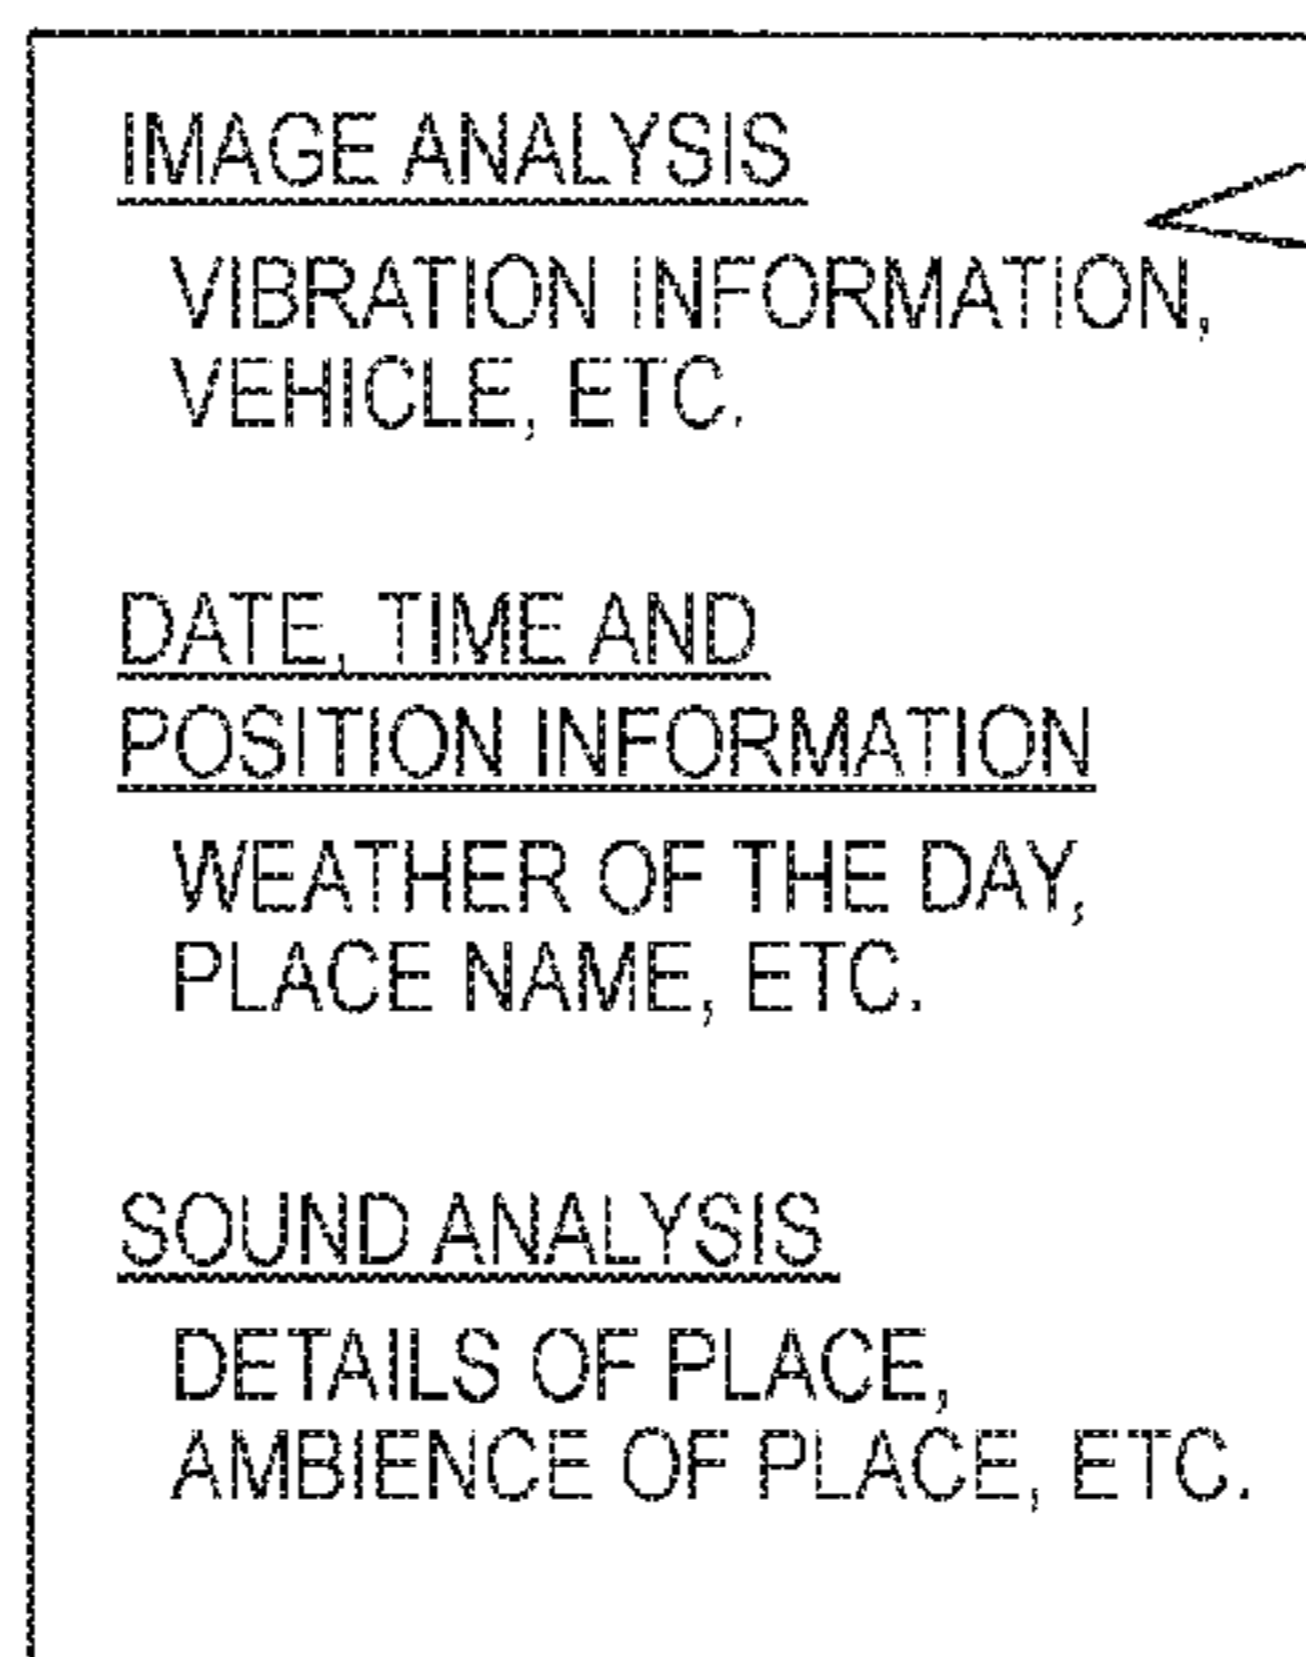 IMAGE ANALYSIS
VIBRATION INFORMATION,
VEHICLE, ETC.
DATE, TIME AND
POSITION INFORMATION
WEATHER OF THE DAY,
PLACE NAME, ETC.
SOUND ANALYSIS
DETAILS OF PLACE,
AMBIENCE OF PLACE, ETC.